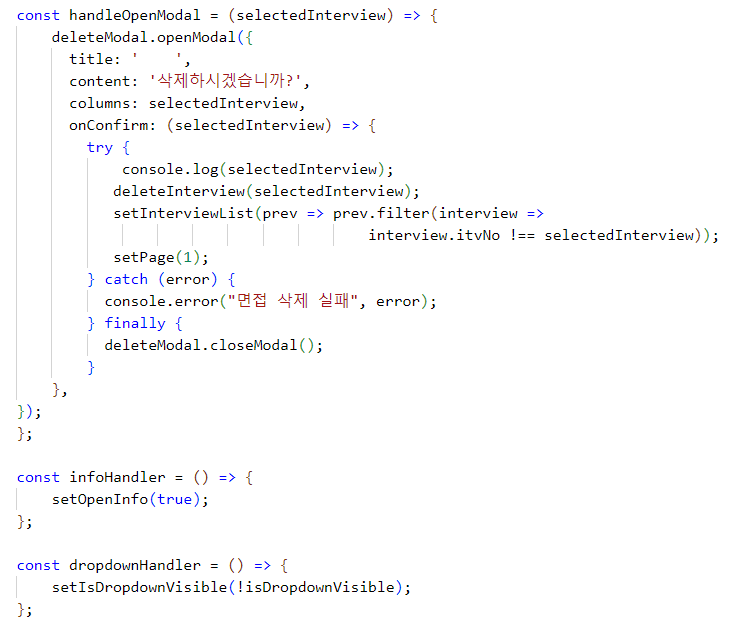 const handleOpenModal = (selectedInterview) => {
    deleteModal.openModal({
      title: '    ',
      content: '삭제하시겠습니까?',
      columns: selectedInterview,
      onConfirm: (selectedInterview) => {
        try {
            console.log(selectedInterview);
           deleteInterview(selectedInterview);
           setInterviewList(prev => prev.filter(interview =>
                                        interview.itvNo !== selectedInterview));
           setPage(1);
        } catch (error) {
          console.error("면접 삭제 실패", error);
        } finally {
          deleteModal.closeModal();
        }
    },
});
};

const infoHandler = () => {
    setOpenInfo(true);
};

const dropdownHandler = () => {
    setIsDropdownVisible(!isDropdownVisible);
};